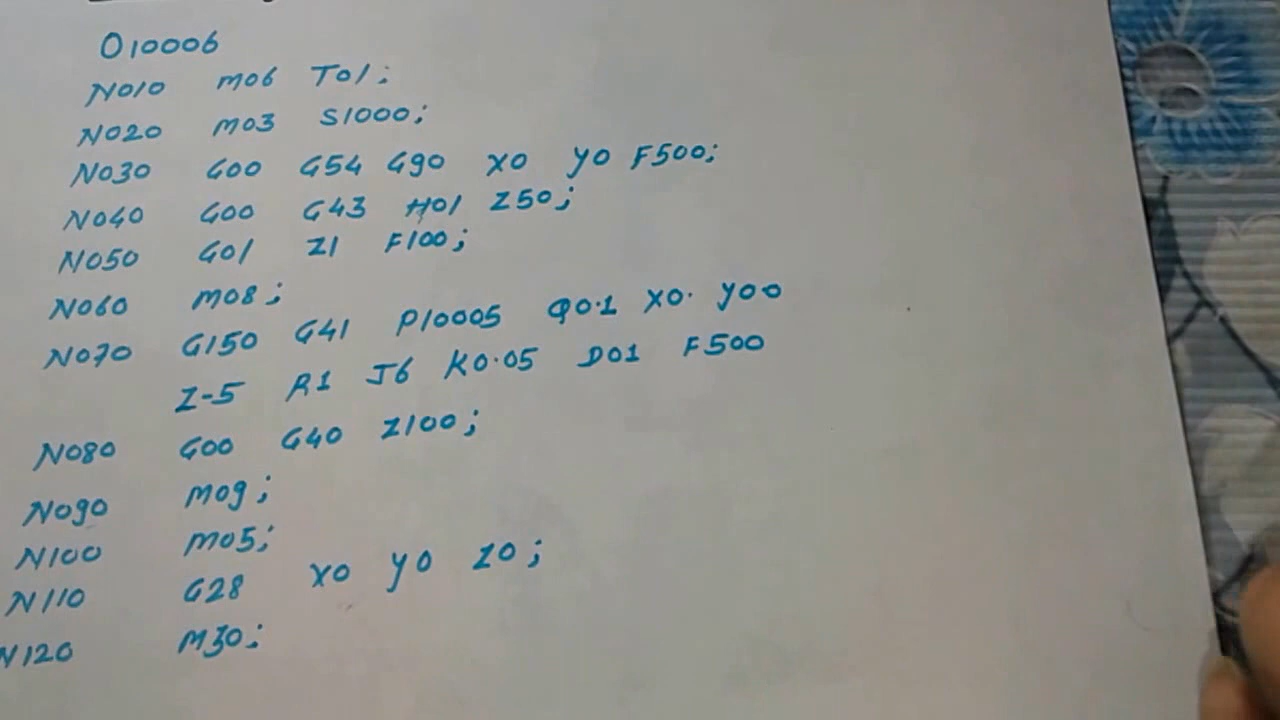 O10006
N010 M06 T01;
N020 M03 S1000;
N030 G00 G54 G90 X0 Y0 F500;
N040 G00 G43 H01 Z50;
N050 G01 Z1 F100;
N060 M08;
N070 G150 G41 P10005 Q0.1 X0. Y00
Z-5 R1 J6 K0.05 D01 F500
N080 G00 G40 Z100;
N090 M09;
N100 M05;
N110 G28 X0 Y0 Z0;
N120 M30;